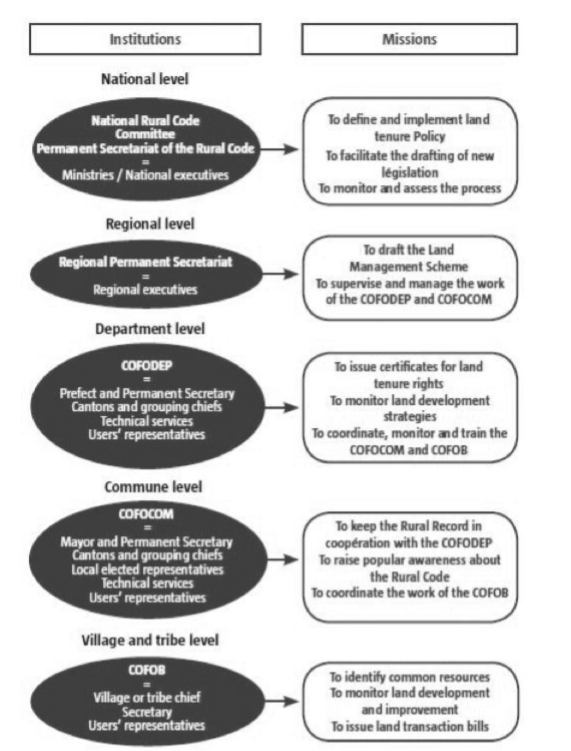 Institutions
Missions
National level
National Rural Code
Committee
Permanent Secretariat of the Rural Code
=
Ministries / National executives
To define and implement land
tenure Policy
To facilitate the drafting of new
législation
To monitor and assess the process
Regional level
Regional Permanent Secretariat
=
Regional executives
To draft the Land
Management Scheme
To supervise and manage the work
of the COFODEP and COFOCOM
Department level
COFODEP
=
Prefect and Permanent Secretary
Cantons and grouping chiefs
Technical services
Users' representatives
To issue certificates for land
tenure rights
To monitor land development
strategies
To coordinate, monitor and train the
COFOCOM and COFOB
Commune level
COFOCOM
=
Mayor and Permanent Secretary
Cantons and grouping chiefs
Local elected representatives
Technical services
Users' representatives
To keep the Rural Record in
coopération with the COFODEP
To raise popular awareness about
the Rural Code
To coordinate the work of the COFOB
Village and tribe level
COFOB
=
Village or tribe chief
Secretary
Users' representatives
To identify common resources
To monitor land development
and improvement
To issue land transaction bills